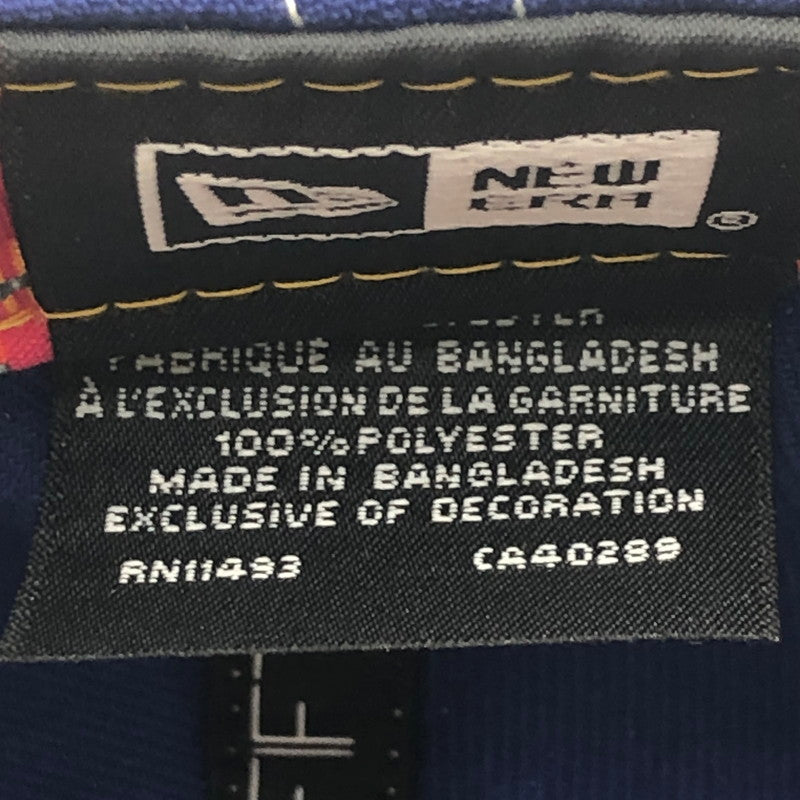 NEW
ERA
®
FABRIQUÉ AU BANGLADESH
À L'EXCLUSION DE LA GARNITURE
100% POLYESTER
MADE IN BANGLADESH
EXCLUSIVE OF DECORATION
RN11493 CA40289